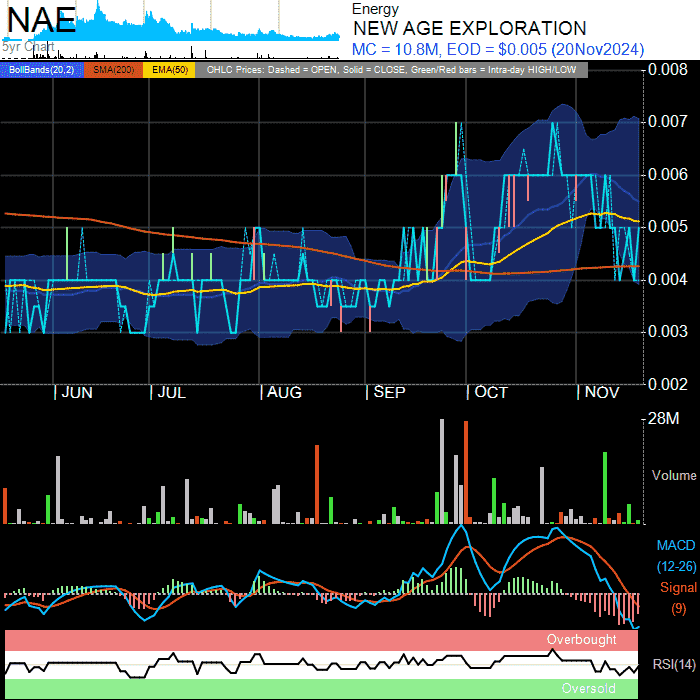 NAE
5yr Chart
Energy
NEW AGE EXPLORATION
MC = 10.8M, EOD = $0.005 (20Nov2024)
BollBands(20,2) SMA(200) EMA(50) OHLC Prices: Dashed = OPEN, Solid = CLOSE, Green/Red bars = Intra-day HIGH/LOW
0.008
0.007
0.006
0.005
0.004
0.003
0.002
JUN JUL AUG SEP OCT NOV
28M
Volume
MACD
(12-26)
Signal
(9)
Overbought
RSI(14)
Oversold